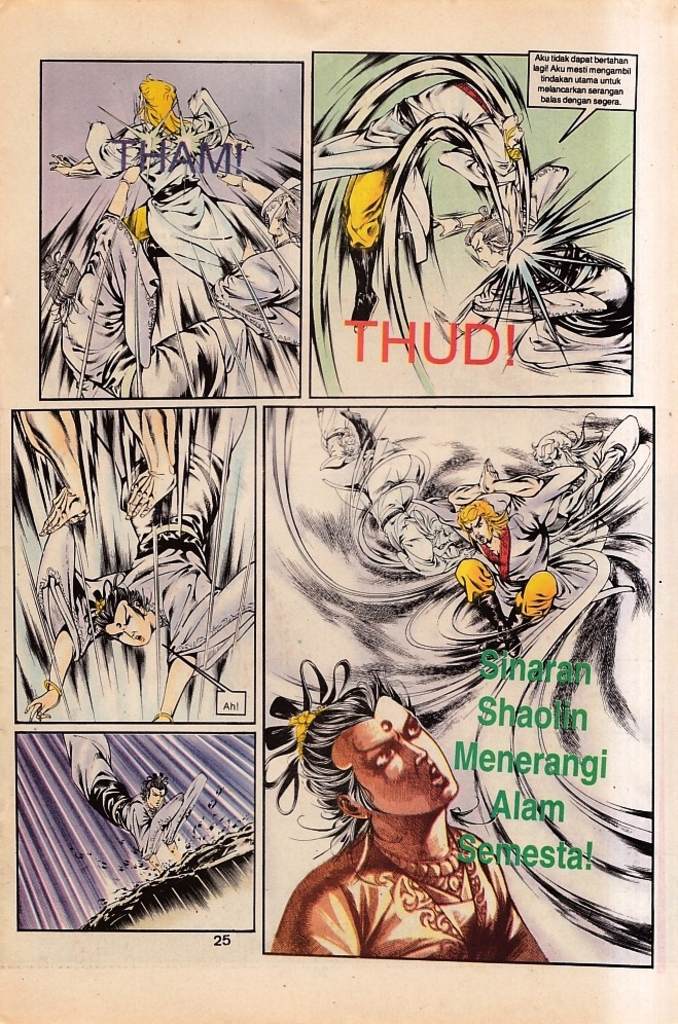 THAM!
Aku tidak dapat bertahan
lagi! Aku mesti mengambil
tindakan utama untuk
melancarkan serangan
balas dengan segera.
THUD!
Ah!
Sinaran
Shaolin
Menerangi
Alam
Semesta!
25